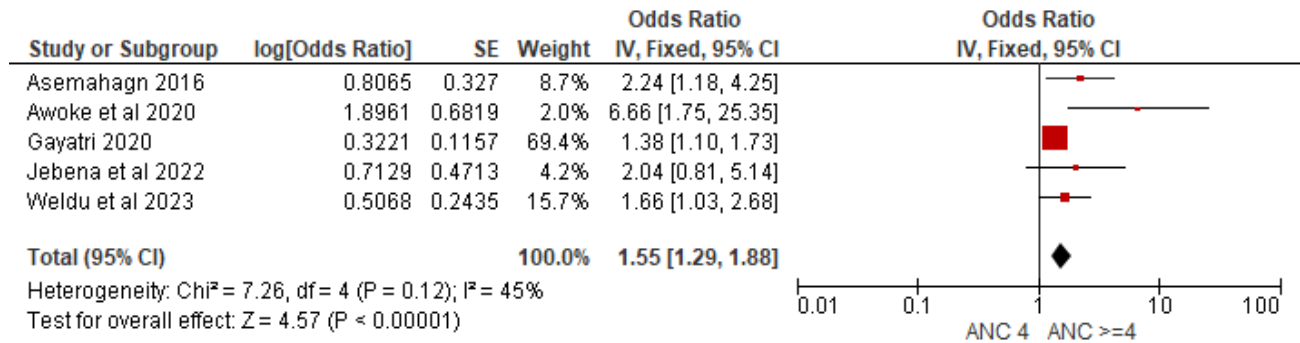 Odds Ratio Odds Ratio
Study or Subgroup log[Odds Ratio] SE Weight IV, Fixed, 95% CI IV, Fixed, 95% CI
Asemahagn 2016 0.8065 0.327 8.7% 2.24 [1.18, 4.25]
Awoke et al 2020 1.8961 0.6819 2.0% 6.66 [1.75, 25.35]
Gayatri 2020 0.3221 0.1157 69.4% 1.38 [1.10, 1.73]
Jebena et al 2022 0.7129 0.4713 4.2% 2.04 [0.81, 5.14]
Weldu et al 2023 0.5068 0.2435 15.7% 1.66 [1.03, 2.68]
Total (95% CI) 100.0% 1.55 [1.29, 1.88]
Heterogeneity: Chi² = 7.26, df = 4 (P = 0.12); I² = 45%
Test for overall effect: Z = 4.57 (P < 0.00001)
0.01 0.1 1 10 100
ANC 4 ANC >=4